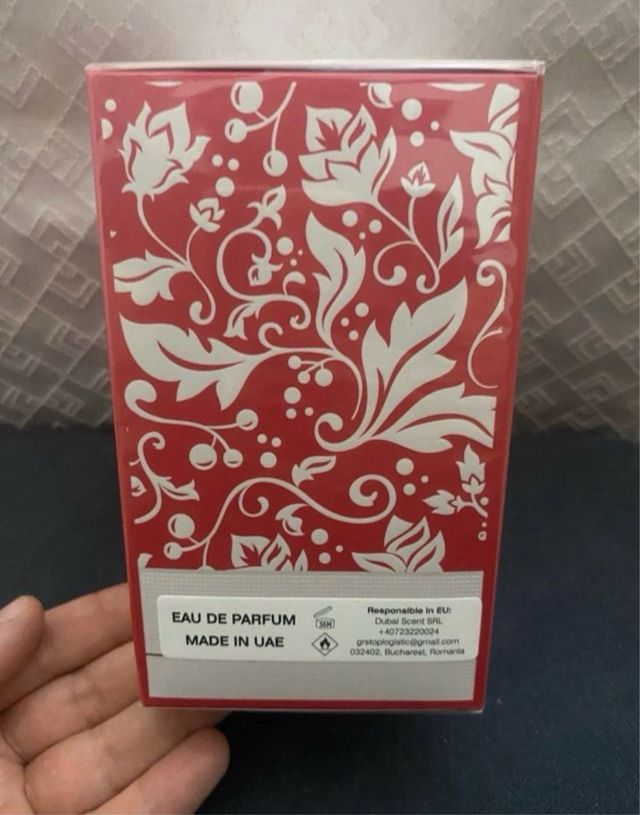 EAU DE PARFUM
MADE IN UAE
36M
Responsible in EU:
Dubai Scent SRL
+40723220024
grstoplogistic@gmail.com
032402, Bucharest, Romania